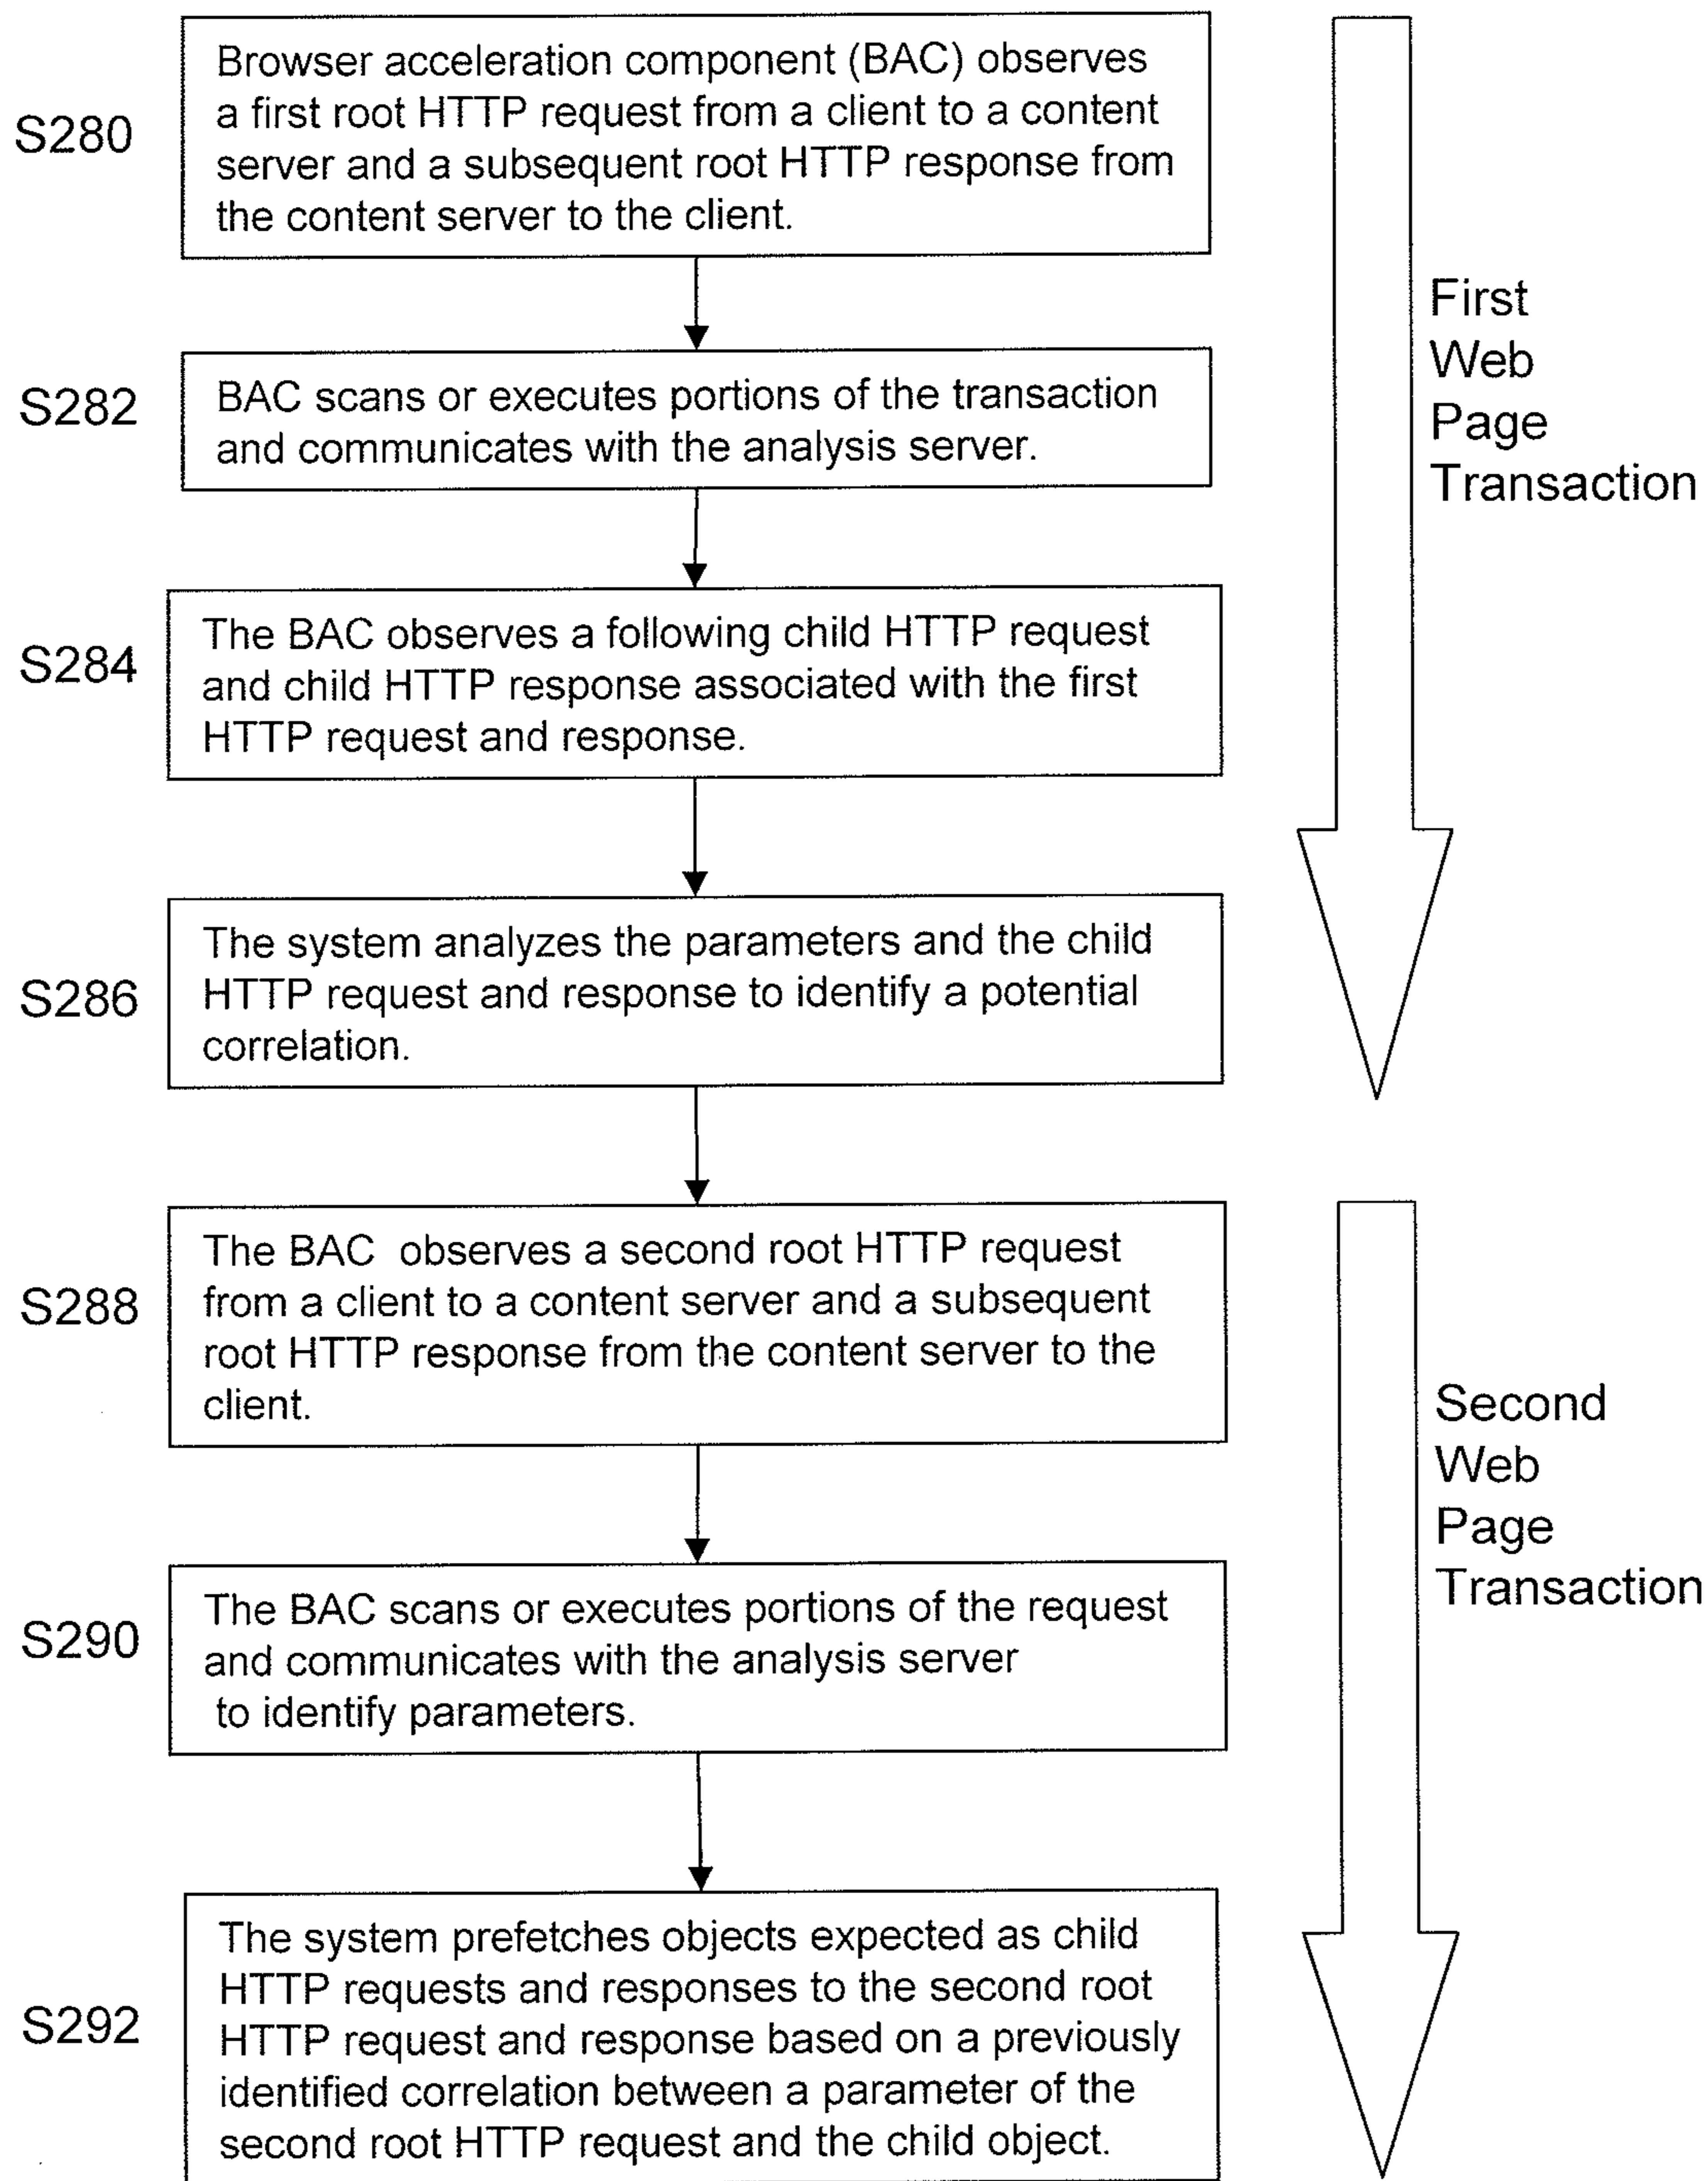 S280
Browser acceleration component (BAC) observes
a first root HTTP request from a client to a content
server and a subsequent root HTTP response from
the content server to the client.
S282
BAC scans or executes portions of the transaction
and communicates with the analysis server.
First
Web
Page
Transaction
S284
The BAC observes a following child HTTP request
and child HTTP response associated with the first
HTTP request and response.
S286
The system analyzes the parameters and the child
HTTP request and response to identify a potential
correlation.
S288
The BAC observes a second root HTTP request
from a client to a content server and a subsequent
root HTTP response from the content server to the
client.
Second
Web
Page
Transaction
S290
The BAC scans or executes portions of the request
and communicates with the analysis server
to identify parameters.
S292
The system prefetches objects expected as child
HTTP requests and responses to the second root
HTTP request and response based on a previously
identified correlation between a parameter of the
second root HTTP request and the child object.